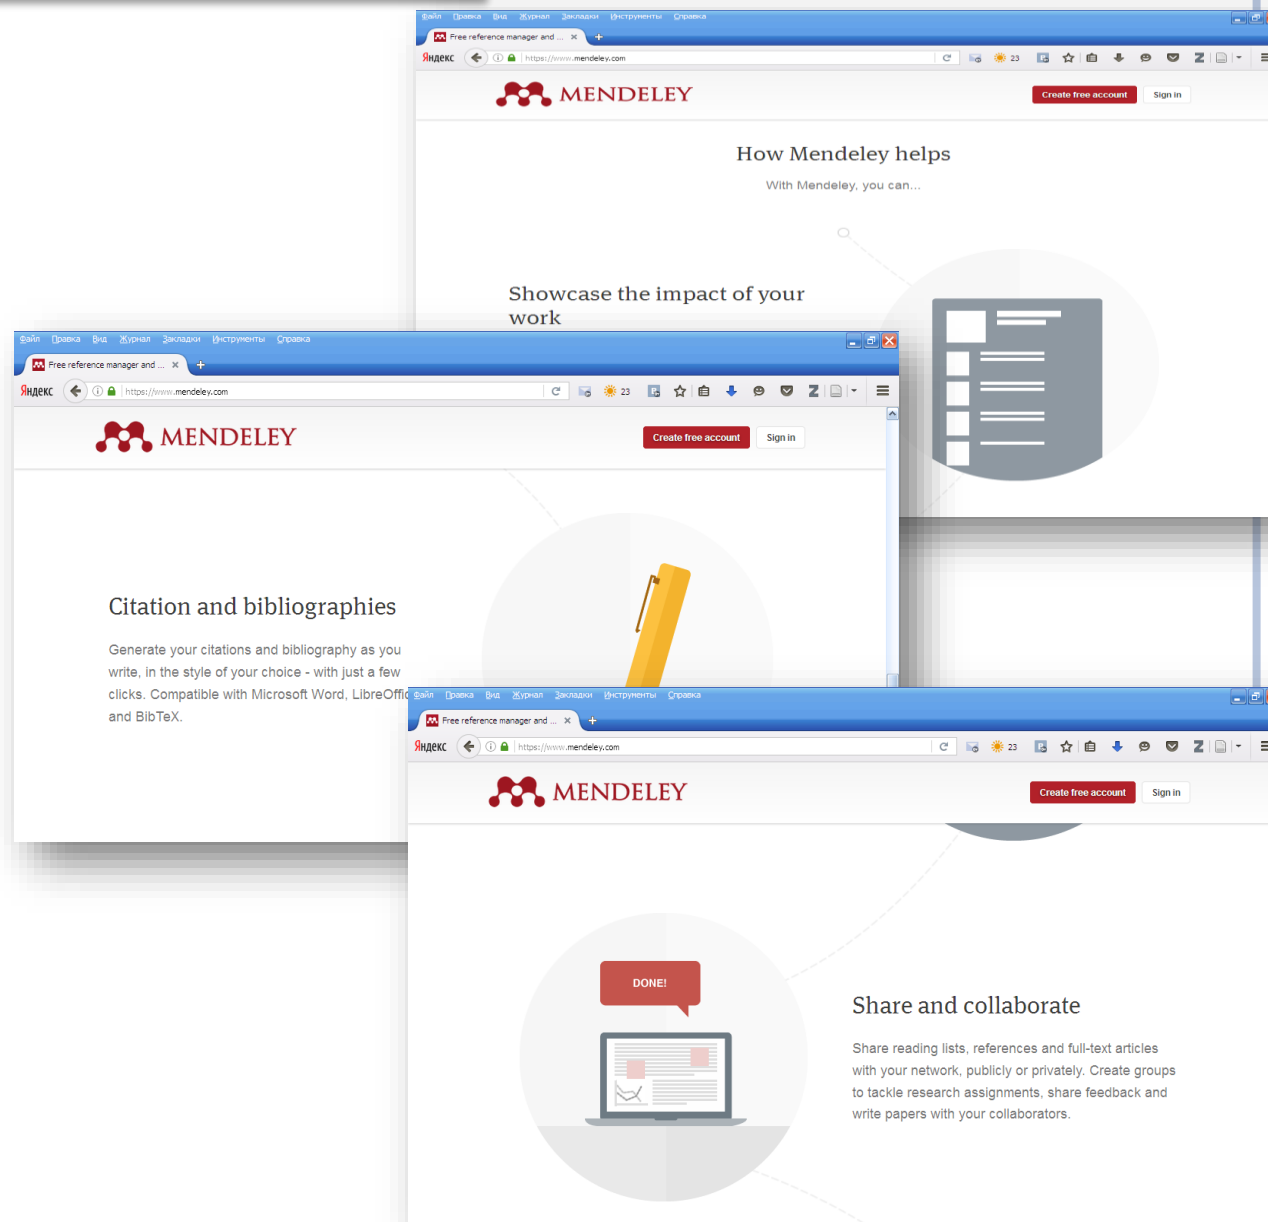 Файл Правка Вид Журнал Закладки Инструменты Справка
Free reference manager and ...
Яндекс https://www.mendeley.com 23
MENDELEY
Create free account Sign in
How Mendeley helps
With Mendeley, you can...
Showcase the impact of your
work
Файл Правка Вид Журнал Закладки Инструменты Справка
Free reference manager and ...
Яндекс https://www.mendeley.com 23
MENDELEY
Create free account Sign in
Citation and bibliographies
Generate your citations and bibliography as you
write, in the style of your choice - with just a few
clicks. Compatible with Microsoft Word, LibreOffic
and BibTeX.
Файл Правка Вид Журнал Закладки Инструменты Справка
Free reference manager and ...
Яндекс https://www.mendeley.com 23
MENDELEY
Create free account Sign in
DONE!
Share and collaborate
Share reading lists, references and full-text articles
with your network, publicly or privately. Create groups
to tackle research assignments, share feedback and
write papers with your collaborators.